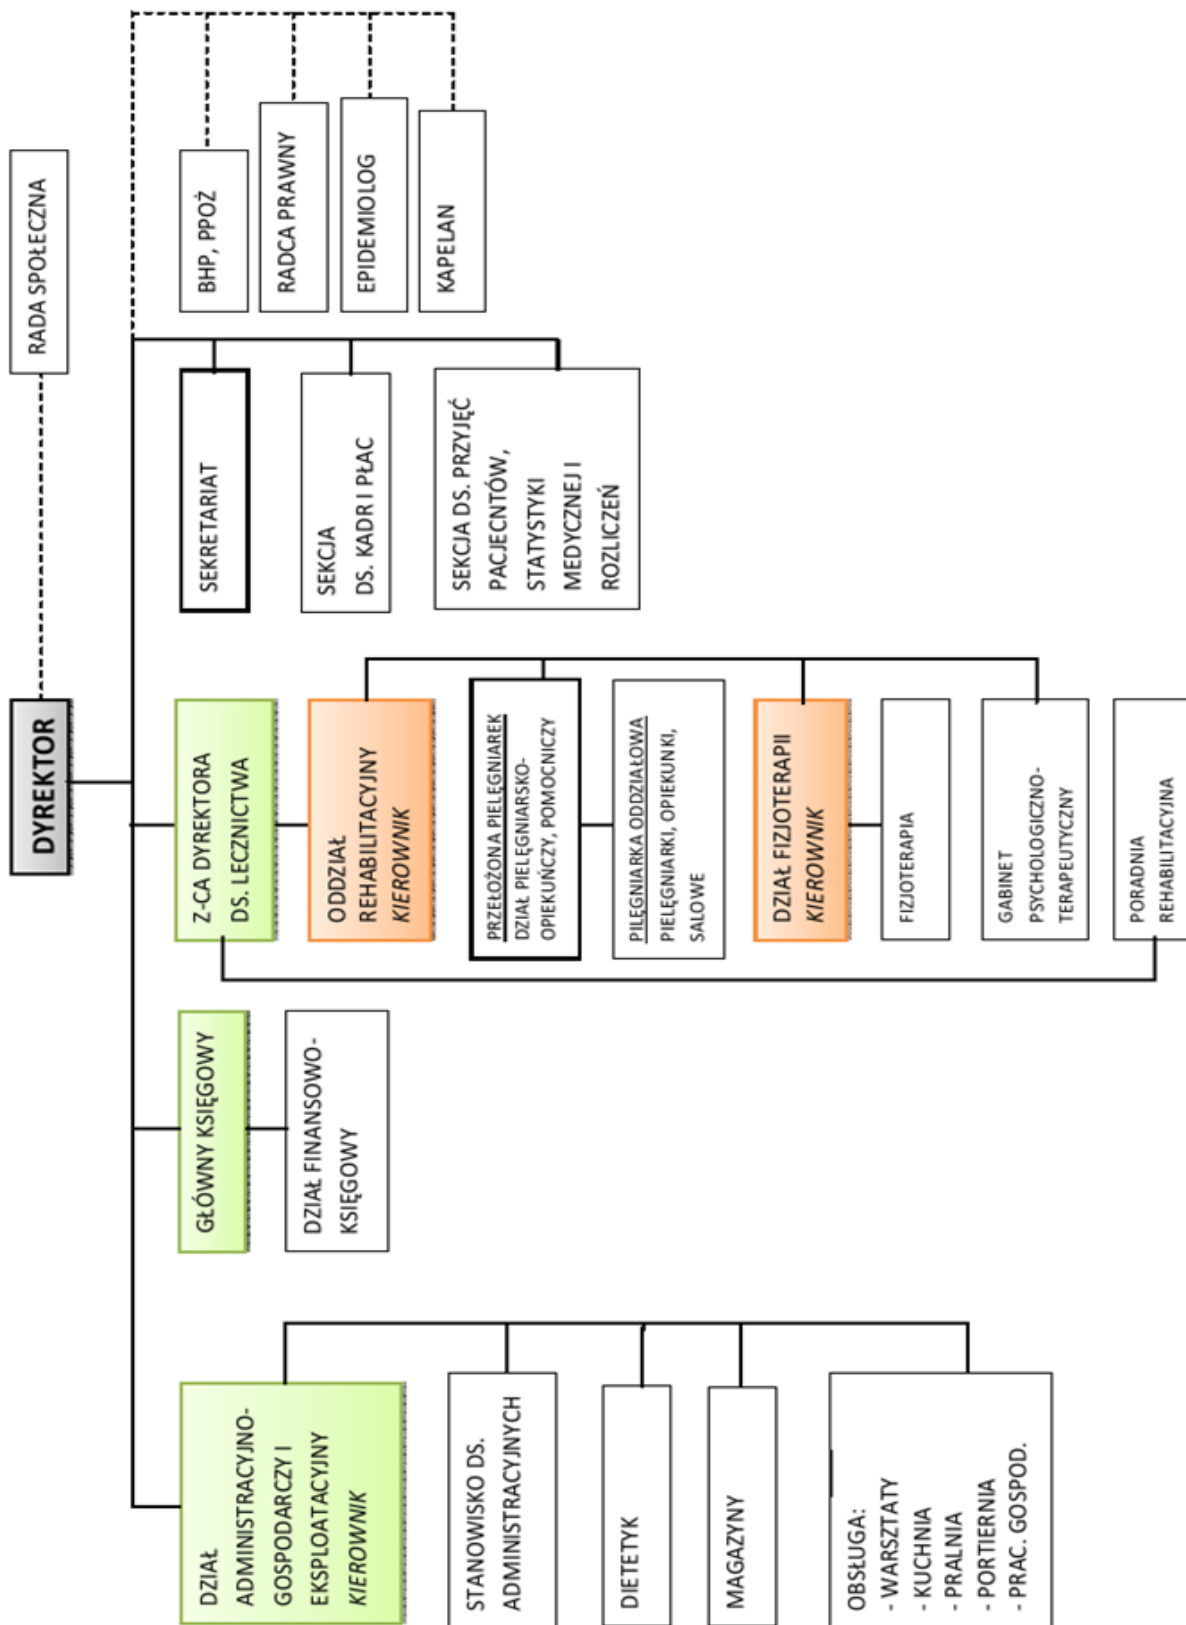 DYREKTOR
RADA SPOŁECZNA
DZIAŁ
ADMINISTRACYJNO-
GOSPODARCZY I
EKSPLOATACYJNY
KIEROWNIK
STANOWISKO DS.
ADMINISTRACYJNYCH
DIETETYK
MAGAZYNY
OBSŁUGA:
- WARSZTATY
- KUCHNIA
- PRALNIA
- PORTIERNIA
- PRAC. GOSPOD.
GŁÓWNY KSIĘGOWY
DZIAŁ FINANSOWO-
KSIĘGOWY
Z-CA DYREKTORA
DS. LECZNICTWA
ODDZIAŁ
REHABILITACYJNY
KIEROWNIK
PRZEŁOŻONA PIELĘGNIAREK
DZIAŁ PIELĘGNIARSKO-
OPIEKUŃCZY, POMOCNICZY
PILĘGNIARKA ODDZIAŁOWA
PIELĘGNIARKI, OPIEKUNKI,
SALOWE
DZIAŁ FIZJOTERAPII
KIEROWNIK
FIZJOTERAPIA
GABINET
PSYCHOLOGICZNO-
TERAPEUTYCZNY
PORADNIA
REHABILITACYJNA
SEKRETARIAT
SEKCJA
DS. KADR I PŁAC
SEKCJA DS. PRZYJĘĆ
PACJECNTÓW,
STATYSTYKI
MEDYCZNEJ I
ROZLICZEŃ
BHP, PPOŻ
RADCA PRAWNY
EPIDEMIOLOG
KAPELAN